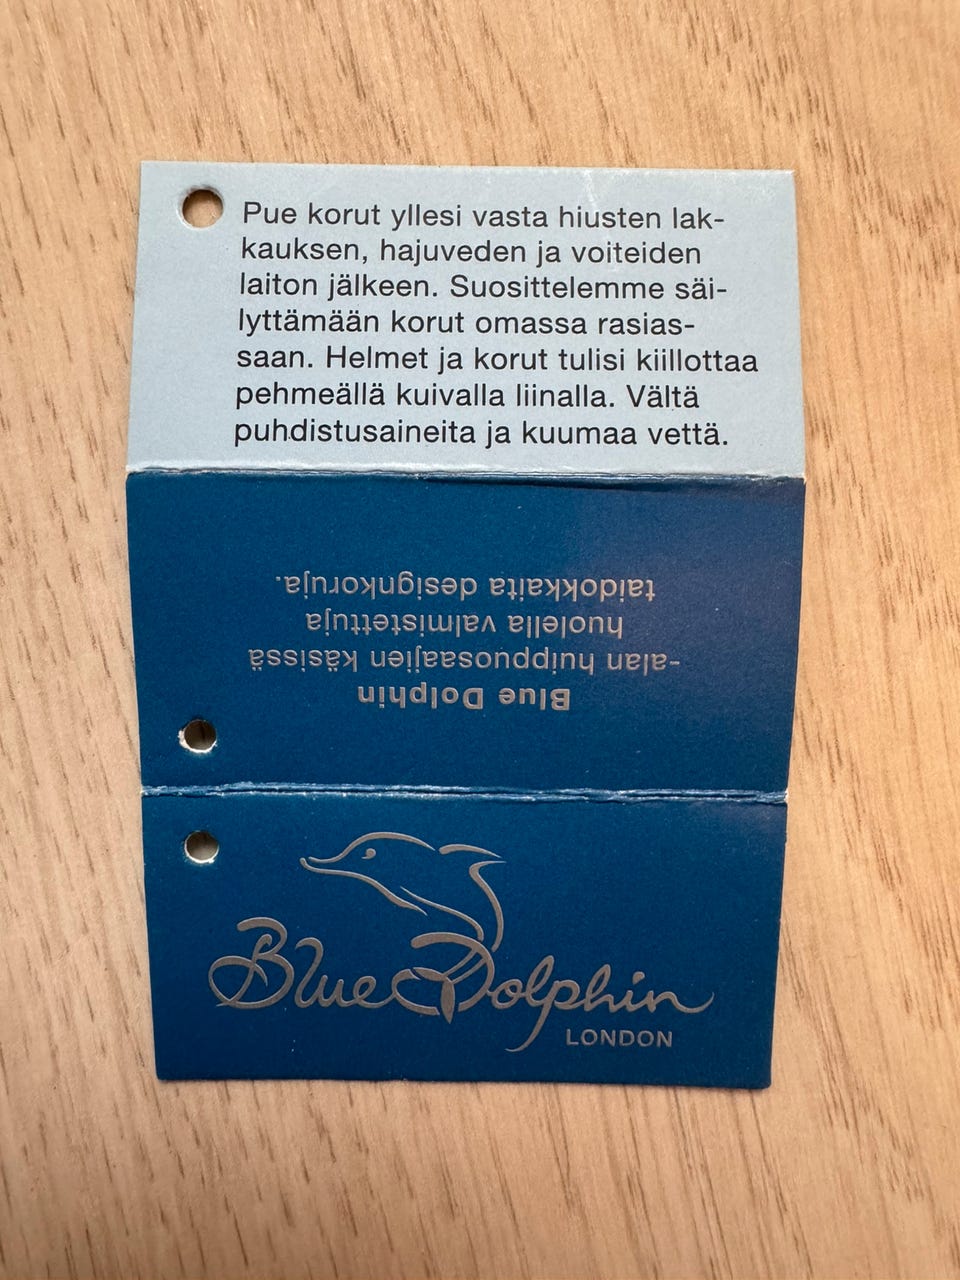 Pue korut yllesi vasta hiusten lak-
kauksen, hajuveden ja voiteiden
laiton jälkeen. Suosittelemme säi-
lyttämään korut omassa rasias-
saan. Helmet ja korut tulisi kiillottaa
pehmeällä kuivalla liinalla. Vältä
puhdistusaineita ja kuumaa vettä.
Blue Dolphin
-alan huippuosaajien käsissä
huolella valmistettuja
taidokkaita designkoruja.
Blue Dolphin
LONDON